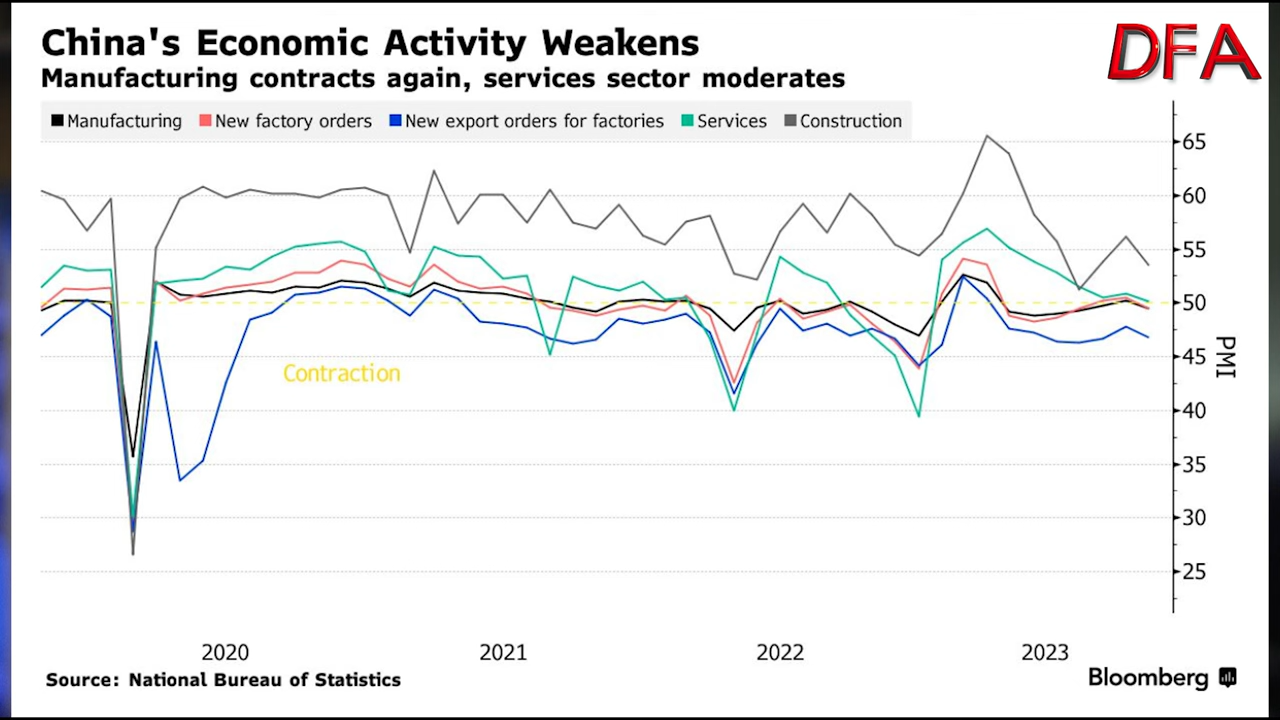 China's Economic Activity Weakens
DFA
Manufacturing contracts again, services sector moderates
Manufacturing New factory orders New export orders for factories Services Construction
65
60
55
50
45
40
35
30
25
PMI
Contraction
2020 2021 2022 2023
Source: National Bureau of Statistics
Bloomberg